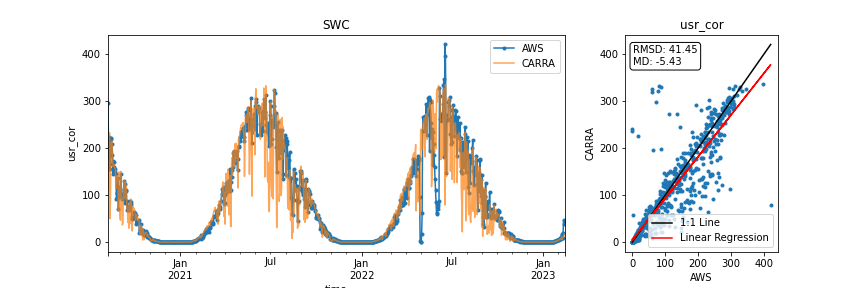 SWC
usr_cor
400
300
200
100
0
usr_cor
AWS
CARRA
Jan
2021
Jul
Jan
2022
Jul
Jan
2023
400
300
200
100
0
CARRA
RMSD: 41.45
MD: -5.43
1:1 Line
Linear Regression
0
100
200
300
400
AWS